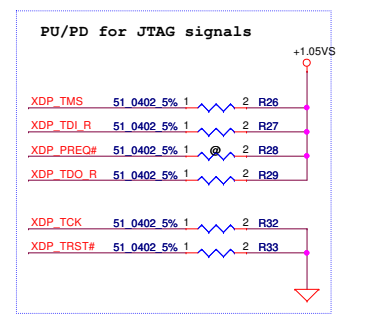 PU/PD for JTAG signals
+1.05VS
XDP_TMS 51_0402_5% 1 2 R26
XDP_TDI_R 51_0402_5% 1 2 R27
XDP_PREQ# 51_0402_5% 1 @ 2 R28
XDP_TDO_R 51_0402_5% 1 2 R29
XDP_TCK 51_0402_5% 1 2 R32
XDP_TRST# 51_0402_5% 1 2 R33